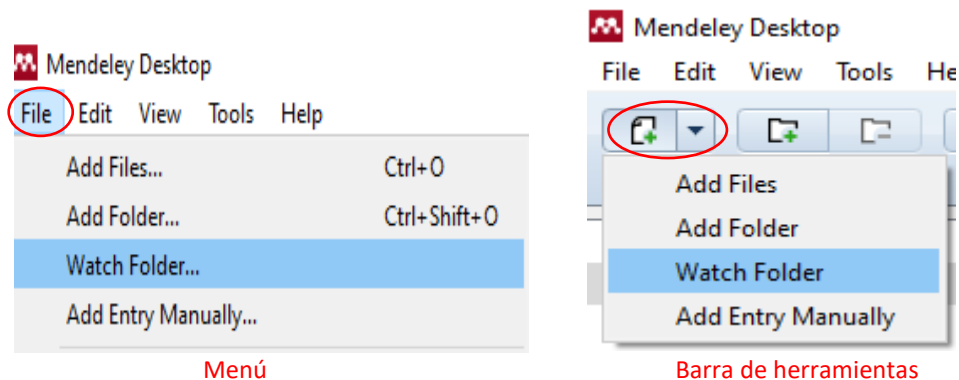 Mendeley Desktop
File Edit View Tools Help
Add Files... Ctrl+O
Add Folder... Ctrl+Shift+O
Watch Folder...
Add Entry Manually...
Menú
Mendeley Desktop
File Edit View Tools He
Add Files
Add Folder
Watch Folder
Add Entry Manually
Barra de herramientas